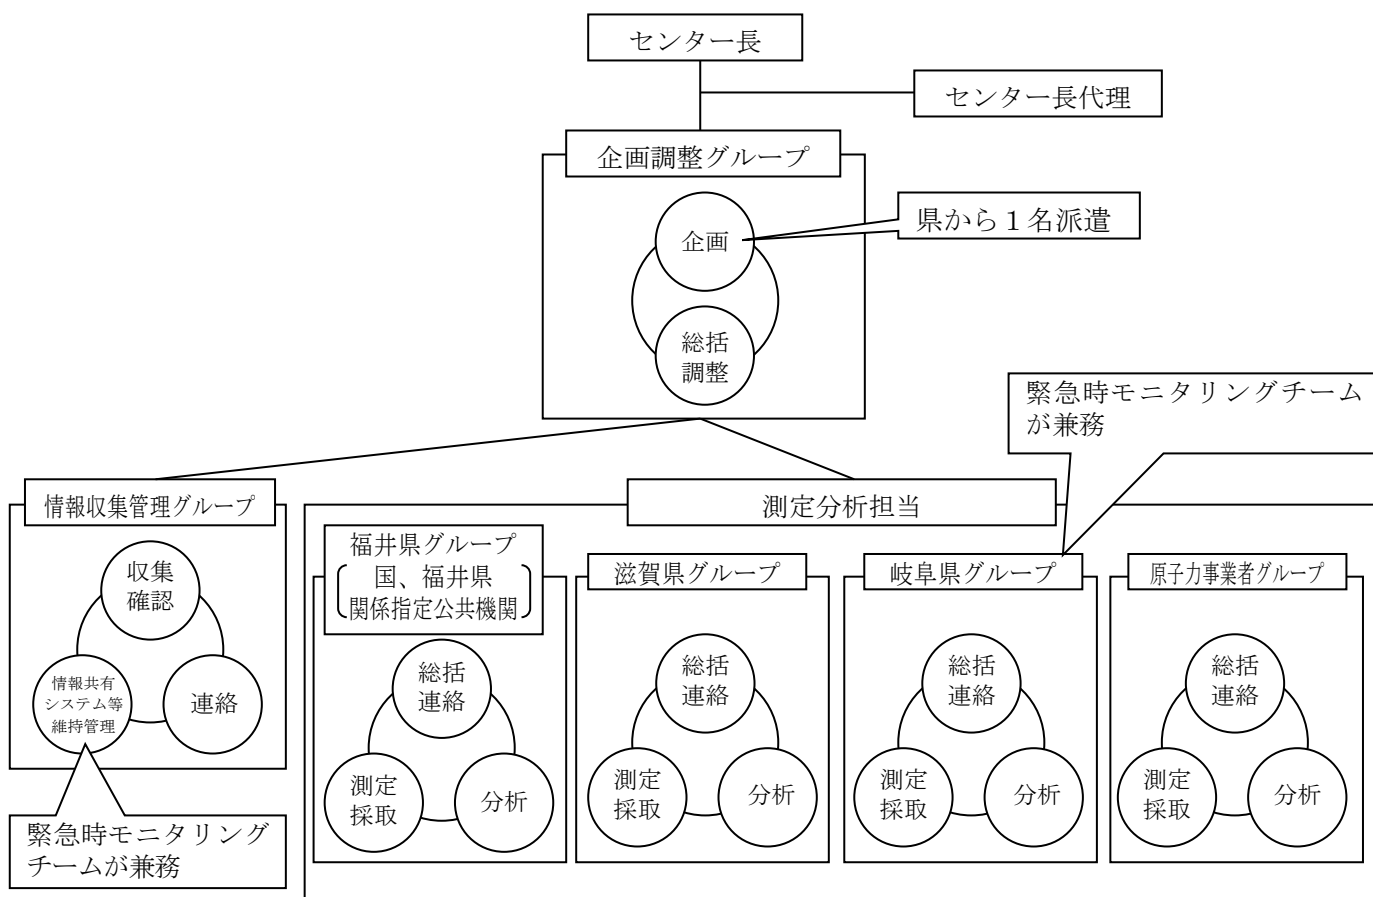 センター長
センター長代理
企画調整グループ
企画
県から１名派遣
総括
調整
緊急時モニタリングチーム
が兼務
情報収集管理グループ
収集
確認
情報共有
システム等
維持管理
連絡
緊急時モニタリング
チームが兼務
測定分析担当
福井県グループ
国、福井県
関係指定公共機関
総括
連絡
測定
採取
分析
滋賀県グループ
総括
連絡
測定
採取
分析
岐阜県グループ
総括
連絡
測定
採取
分析
原子力事業者グループ
総括
連絡
測定
採取
分析